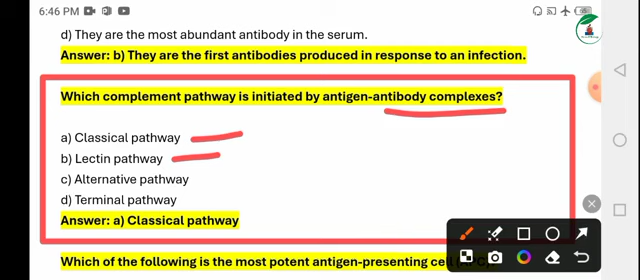 6:46 PM
d) They are the most abundant antibody in the serum.
Answer: b) They are the first antibodies produced in response to an infection.
Which complement pathway is initiated by antigen-antibody complexes?
a) Classical pathway
b) Lectin pathway
c) Alternative pathway
d) Terminal pathway
Answer: a) Classical pathway
Which of the following is the most potent antigen-presenting cell